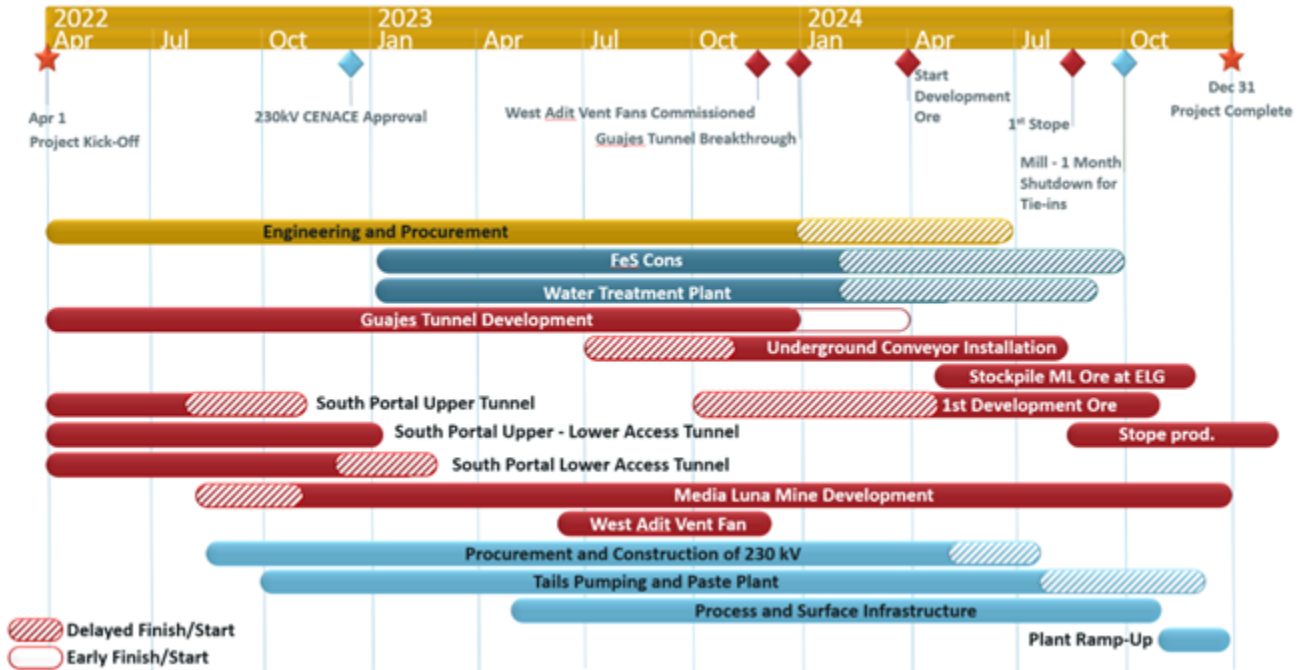 2022 2023 2024
Apr Jul Oct Jan Apr Jul Oct Jan Apr Jul Oct
Apr 1
Project Kick-Off
230kV CENACE Approval
West Adit Vent Fans Commissioned
Guajes Tunnel Breakthrough
Start
Development
Ore
1st Stope
Mill - 1 Month
Shutdown for
Tie-ins
Dec 31
Project Complete
Engineering and Procurement
FeS Cons
Water Treatment Plant
Guajes Tunnel Development
Underground Conveyor Installation
Stockpile ML Ore at ELG
South Portal Upper Tunnel
1st Development Ore
South Portal Upper - Lower Access Tunnel
Stope prod.
South Portal Lower Access Tunnel
Media Luna Mine Development
West Adit Vent Fan
Procurement and Construction of 230 kV
Tails Pumping and Paste Plant
Process and Surface Infrastructure
Plant Ramp-Up
Delayed Finish/Start
Early Finish/Start